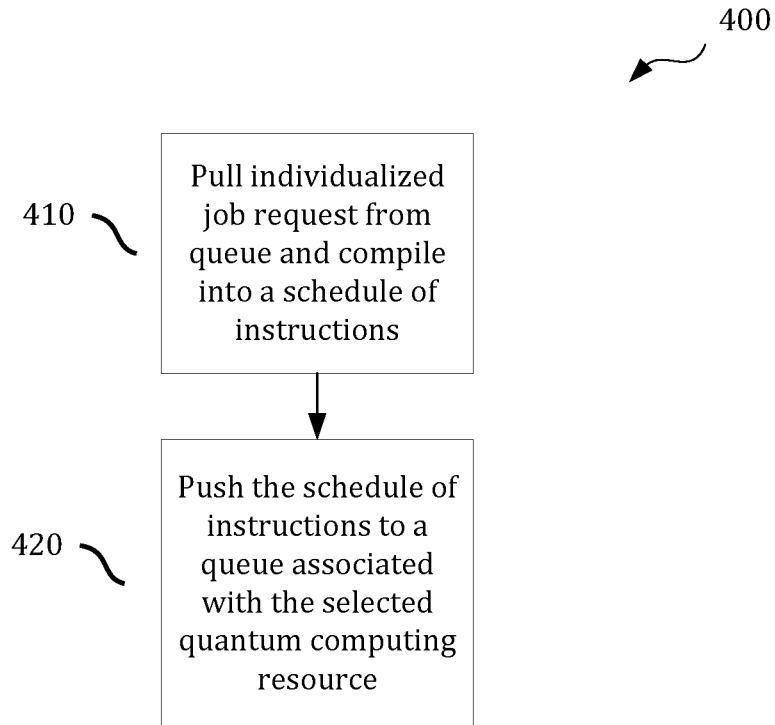 400
410
Pull individualized
job request from
queue and compile
into a schedule of
instructions
420
Push the schedule of
instructions to a
queue associated
with the selected
quantum computing
resource